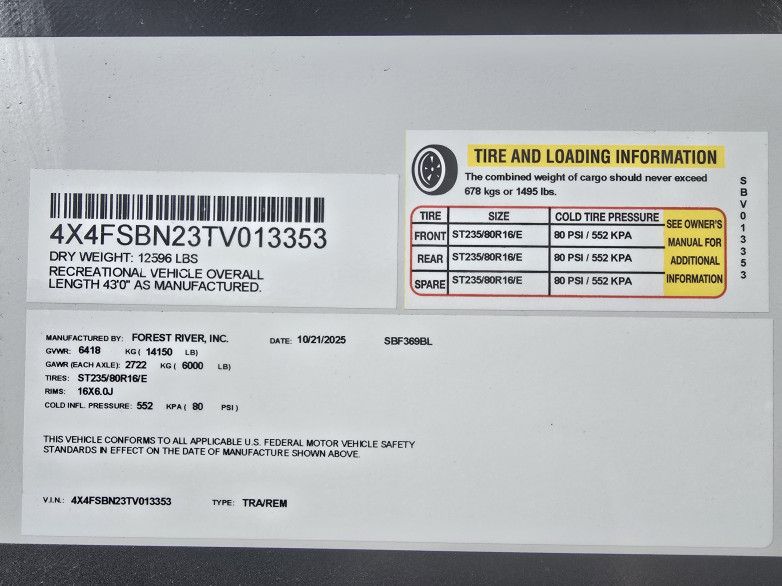 TIRE AND LOADING INFORMATION
The combined weight of cargo should never exceed
678 kgs or 1495 lbs.
TIRE SIZE COLD TIRE PRESSURE SEE OWNER'S MANUAL FOR ADDITIONAL INFORMATION
FRONT ST235/80R16/E 80 PSI / 552 KPA
REAR ST235/80R16/E 80 PSI / 552 KPA
SPARE ST235/80R16/E 80 PSI / 552 KPA
SBV013353
4X4FSBN23TV013353
DRY WEIGHT: 12596 LBS
RECREATIONAL VEHICLE OVERALL
LENGTH 43'0" AS MANUFACTURED.
MANUFACTURED BY: FOREST RIVER, INC. DATE: 10/21/2025 SBF369BL
GVWR: 6418 KG ( 14150 LB)
GAWR (EACH AXLE): 2722 KG ( 6000 LB)
TIRES: ST235/80R16/E
RIMS: 16X6.0J
COLD INFL. PRESSURE: 552 KPA ( 80 PSI )
THIS VEHICLE CONFORMS TO ALL APPLICABLE U.S. FEDERAL MOTOR VEHICLE SAFETY
STANDARDS IN EFFECT ON THE DATE OF MANUFACTURE SHOWN ABOVE.
V.I.N.: 4X4FSBN23TV013353 TYPE: TRA/REM